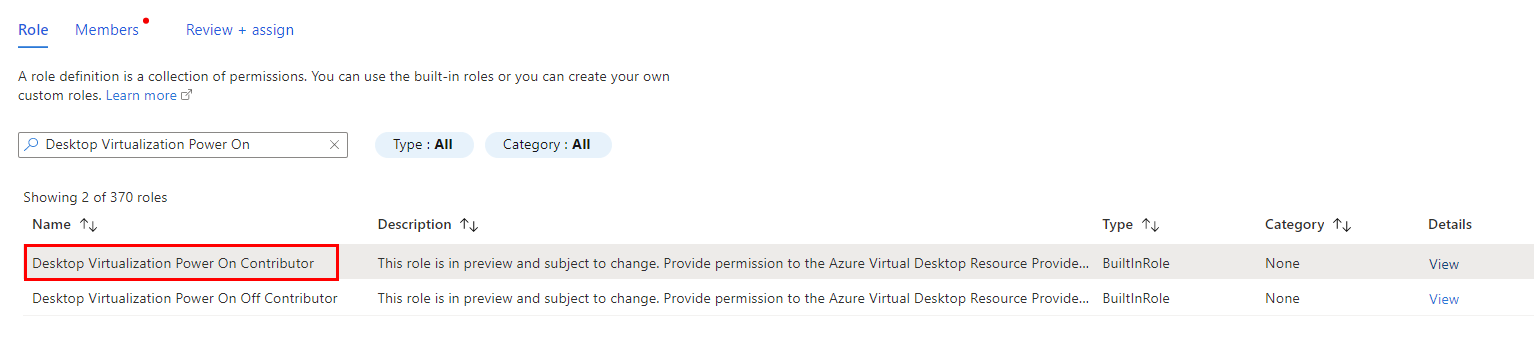 Role Members Review + assign
A role definition is a collection of permissions. You can use the built-in roles or you can create your own
custom roles. Learn more
Desktop Virtualization Power On Type : All Category : All
Showing 2 of 370 roles
Name Description Type Category Details
Desktop Virtualization Power On Contributor This role is in preview and subject to change. Provide permission to the Azure Virtual Desktop Resource Provide... BuiltInRole None View
Desktop Virtualization Power On Off Contributor This role is in preview and subject to change. Provide permission to the Azure Virtual Desktop Resource Provide... BuiltInRole None View